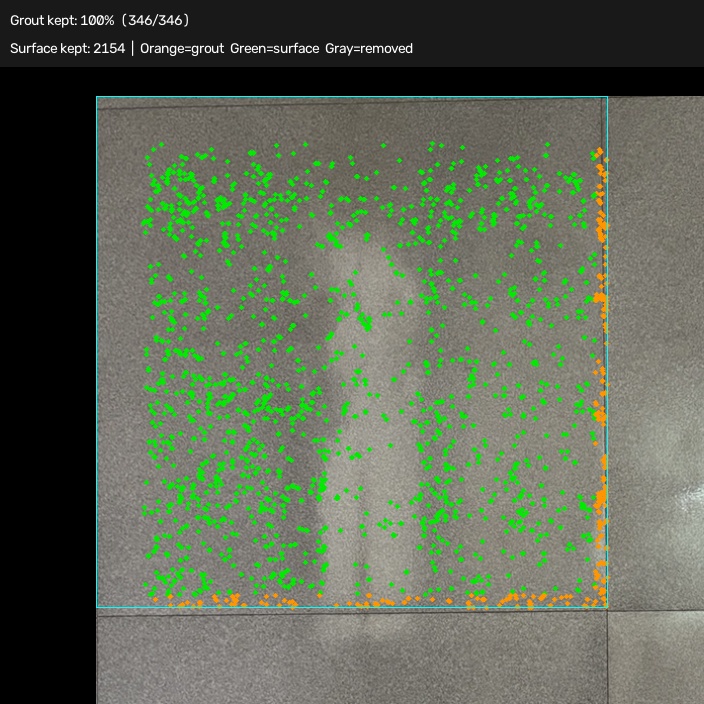 Grout kept: 100% (346/346)
Surface kept: 2154 | Orange=grout Green=surface Gray=removed